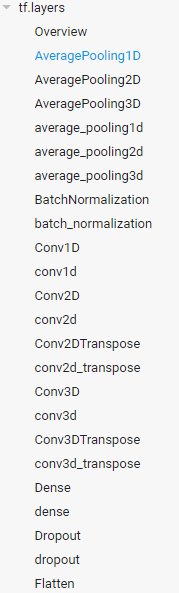 tf.layers
Overview
AveragePooling1D
AveragePooling2D
AveragePooling3D
average_pooling1d
average_pooling2d
average_pooling3d
BatchNormalization
batch_normalization
Conv1D
conv1d
Conv2D
conv2d
Conv2DTranspose
conv2d_transpose
Conv3D
conv3d
Conv3DTranspose
conv3d_transpose
Dense
dense
Dropout
dropout
Flatten